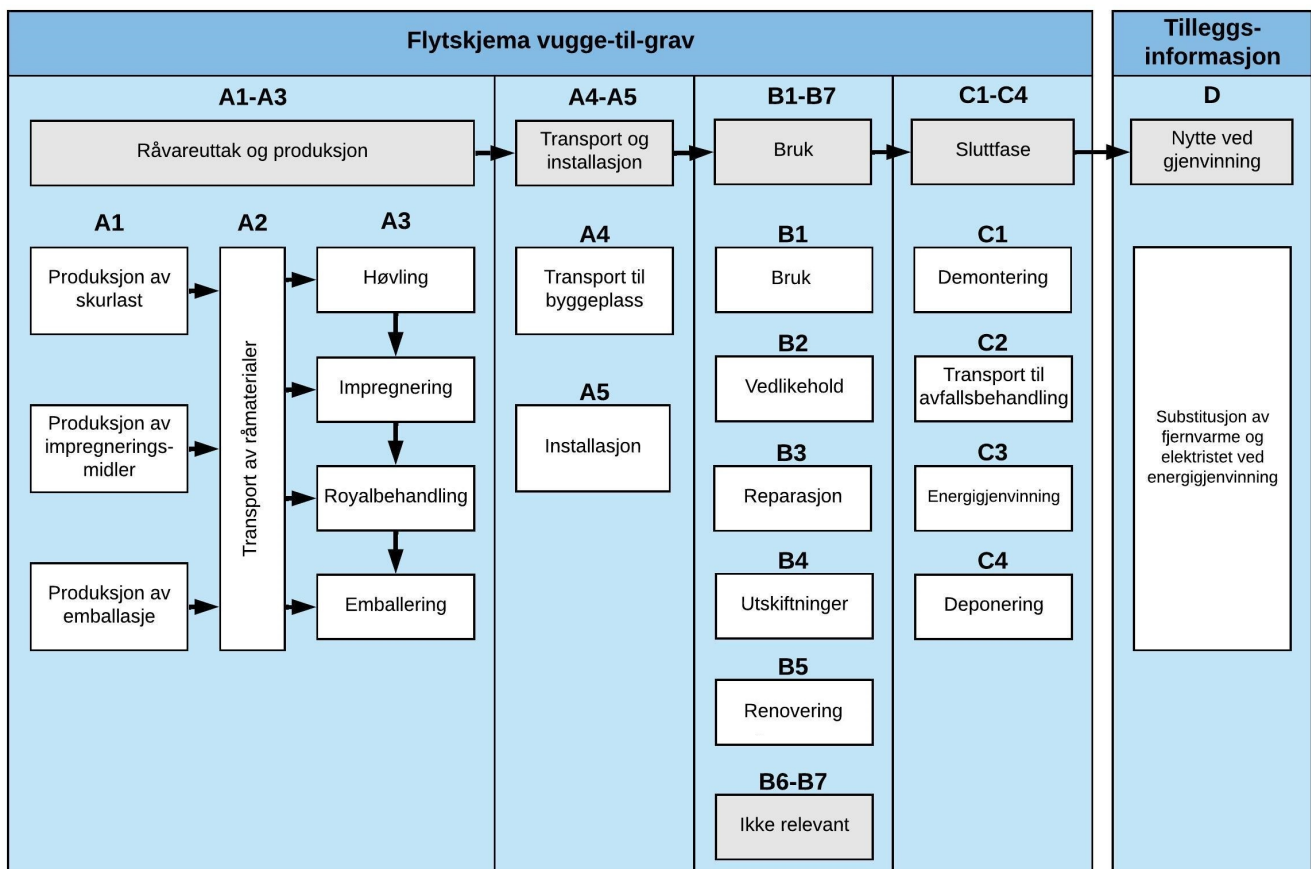 Flytskjema vugge-til-grav
Tilleggs-
informasjon
A1-A3
A4-A5
B1-B7
C1-C4
D
Råvareuttak og produksjon
Transport og
installasjon
Bruk
Sluttfase
Nytte ved
gjenvinning
A1
Produksjon av
skurlast
Produksjon av
impregnerings-
midler
Produksjon av
emballasje
A2
Transport av råmaterialer
A3
Høvling
Impregnering
Royalbehandling
Emballering
A4
Transport til
byggeplass
A5
Installasjon
B1
Bruk
B2
Vedlikehold
B3
Reparasjon
B4
Utskiftninger
B5
Renovering
B6-B7
Ikke relevant
C1
Demontering
C2
Transport til
avfallsbehandling
C3
Energigjenvinning
C4
Deponering
Substitusjon av
fjernvarme og
elektristet ved
energigjenvinning